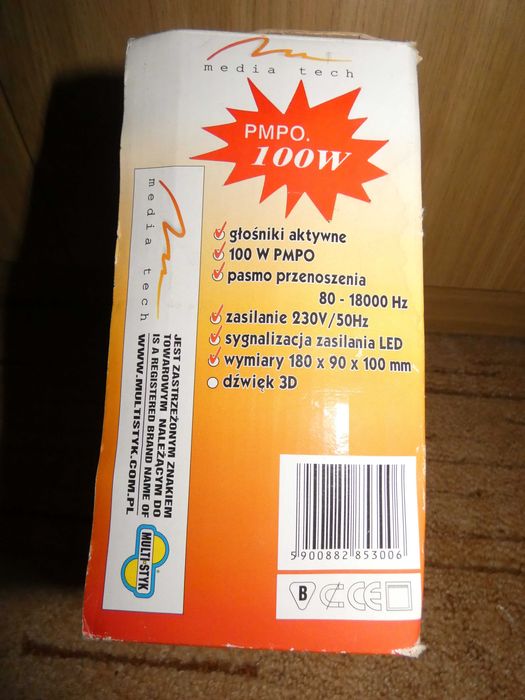 media tech
PMPO.
100W
głośniki aktywne
100 W PMPO
pasmo przenoszenia
80 - 18000 Hz
zasilanie 230V/50Hz
sygnalizacja zasilania LED
wymiary 180 x 90 x 100 mm
dźwięk 3D
media tech
JEST ZASTRZEŻONYM ZNAKIEM
TOWAROWYM NALEŻĄCYM DO
IS A REGISTERED BRAND NAME OF
WWW.MULTISTYK.COM.PL
MULTI-STYK
5 900882 853006
B CE